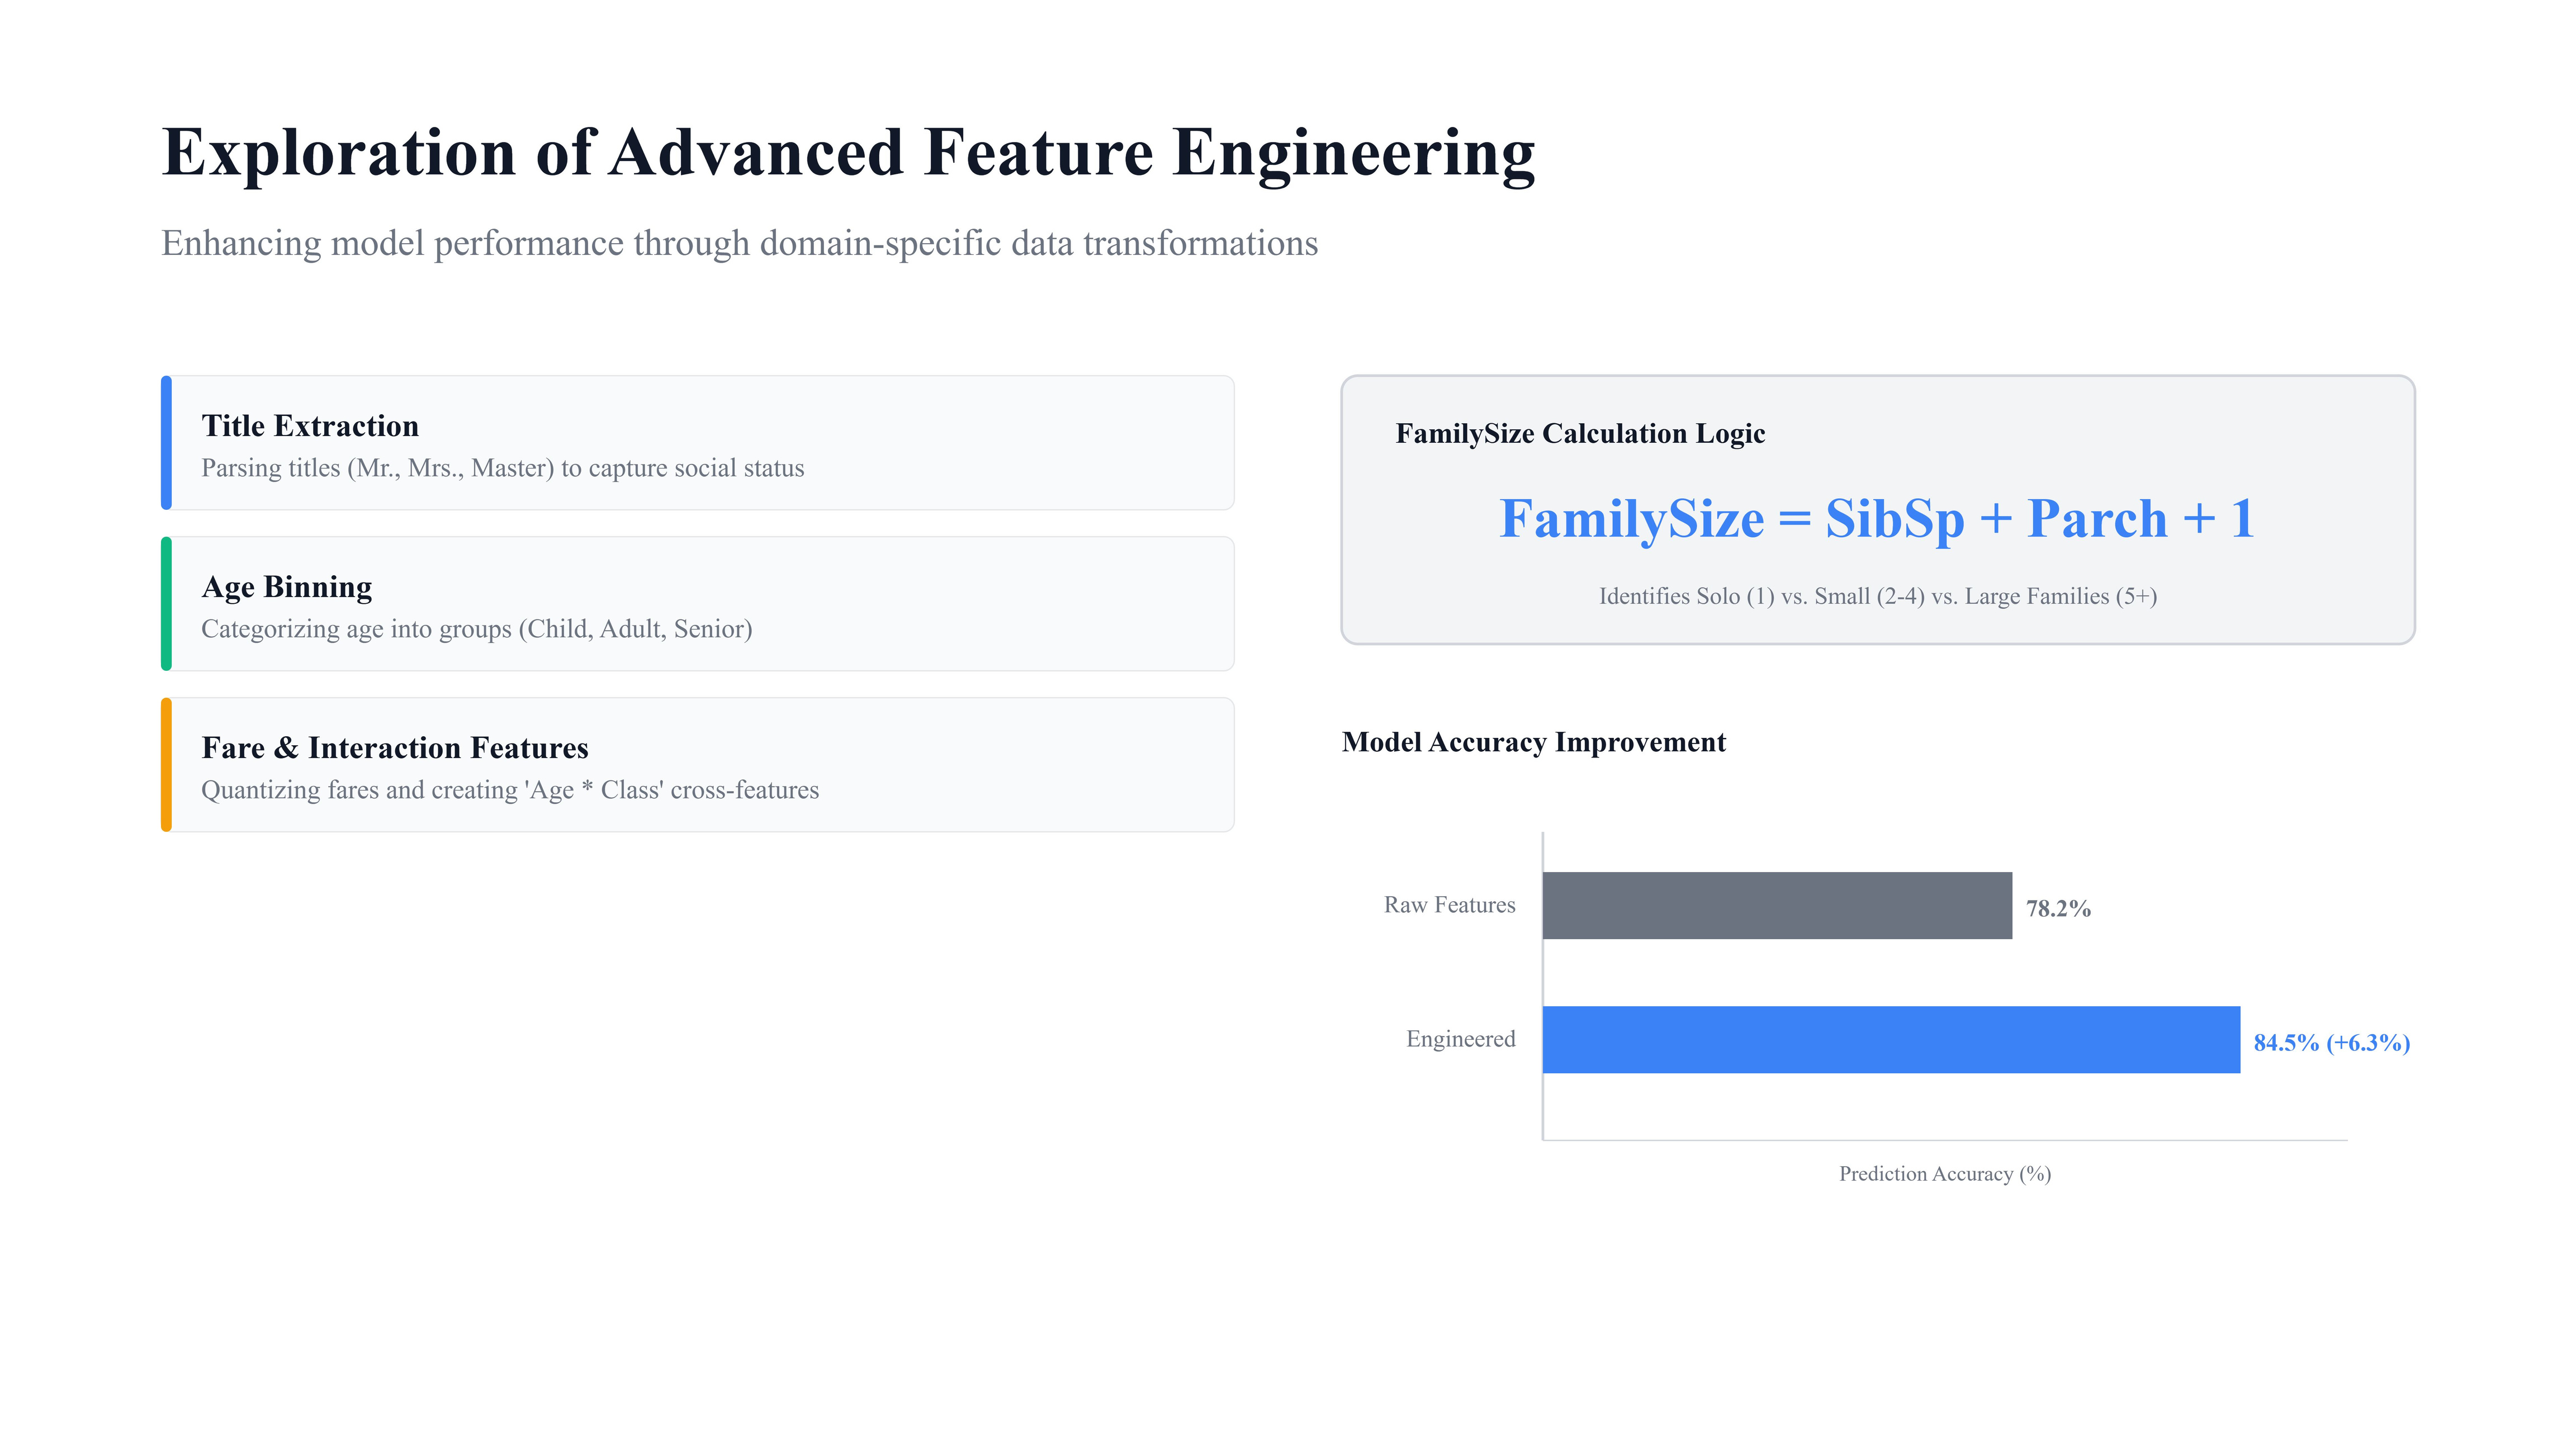 Exploration of Advanced Feature Engineering
Enhancing model performance through domain-specific data transformations
Title Extraction
Parsing titles (Mr., Mrs., Master) to capture social status
Age Binning
Categorizing age into groups (Child, Adult, Senior)
Fare & Interaction Features
Quantizing fares and creating 'Age * Class' cross-features
FamilySize Calculation Logic
FamilySize = SibSp + Parch + 1
Identifies Solo (1) vs. Small (2-4) vs. Large Families (5+)
Model Accuracy Improvement
Raw Features
78.2%
Engineered
84.5% (+6.3%)
Prediction Accuracy (%)